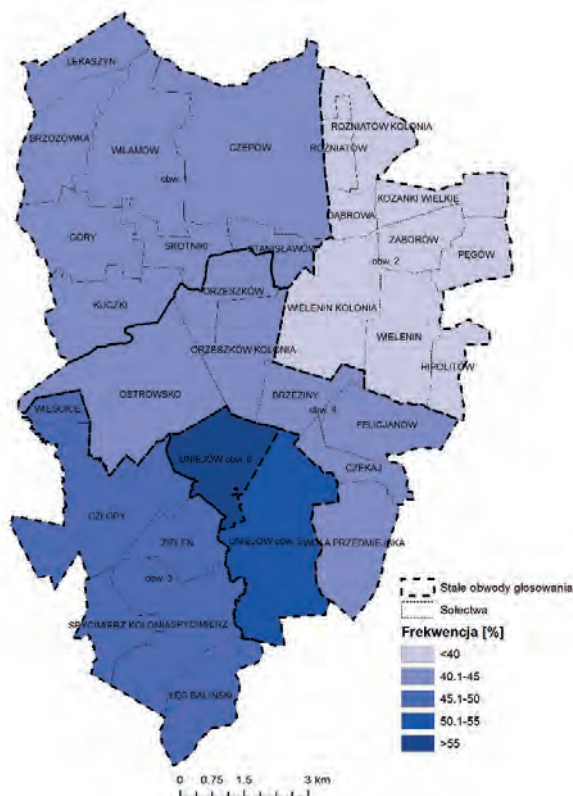 LEKASZYN
BRZOZÓWKA
WILAMÓW
CZEPÓW
ROŻNIATÓW KOLONIA
ROŻNIATÓW
obw. 1
KOZANKI WIELKIE
DĄBROWA
ZABORÓW
GÓRY
SKOTNIKI
STANISŁAWÓW
PĘGÓW
obw. 2
ORZESZKÓW
KUCZKI
WIELENIN KOLONIA
WIELENIN
ORZESZKÓW KOLONIA
HIPOLITÓW
OSTROWSKO
BRZEZINY
WIEŚCICE
obw. 4
FELICJANÓW
UNIEJÓW obw. 6
CZEKAJ
CZŁOPY
ZIELEŃ
UNIEJÓW obw. 5
WOLA PRZEDMIEJSKA
obw. 3
SPYCIMIERZ KOLONIA
SPYCIMIERZ
ŁĘG BALIŃSKI
Stałe obwody głosowania
Sołectwa
Frekwencja [%]
<40
40.1-45
45.1-50
50.1-55
>55
0 0.75 1.5 3 km